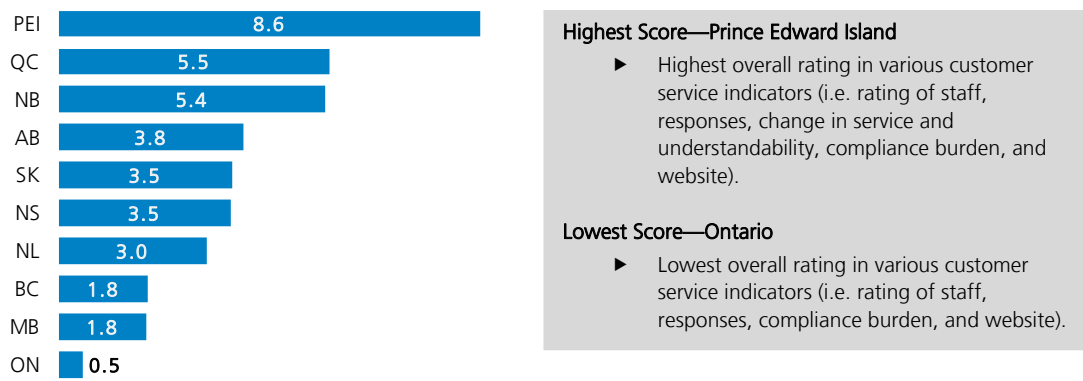 PEI 8.6
QC 5.5
NB 5.4
AB 3.8
SK 3.5
NS 3.5
NL 3.0
BC 1.8
MB 1.8
ON 0.5
Highest Score—Prince Edward Island
▶ Highest overall rating in various customer
service indicators (i.e. rating of staff,
responses, change in service and
understandability, compliance burden, and
website).
Lowest Score—Ontario
▶ Lowest overall rating in various customer
service indicators (i.e. rating of staff,
responses, compliance burden, and website).